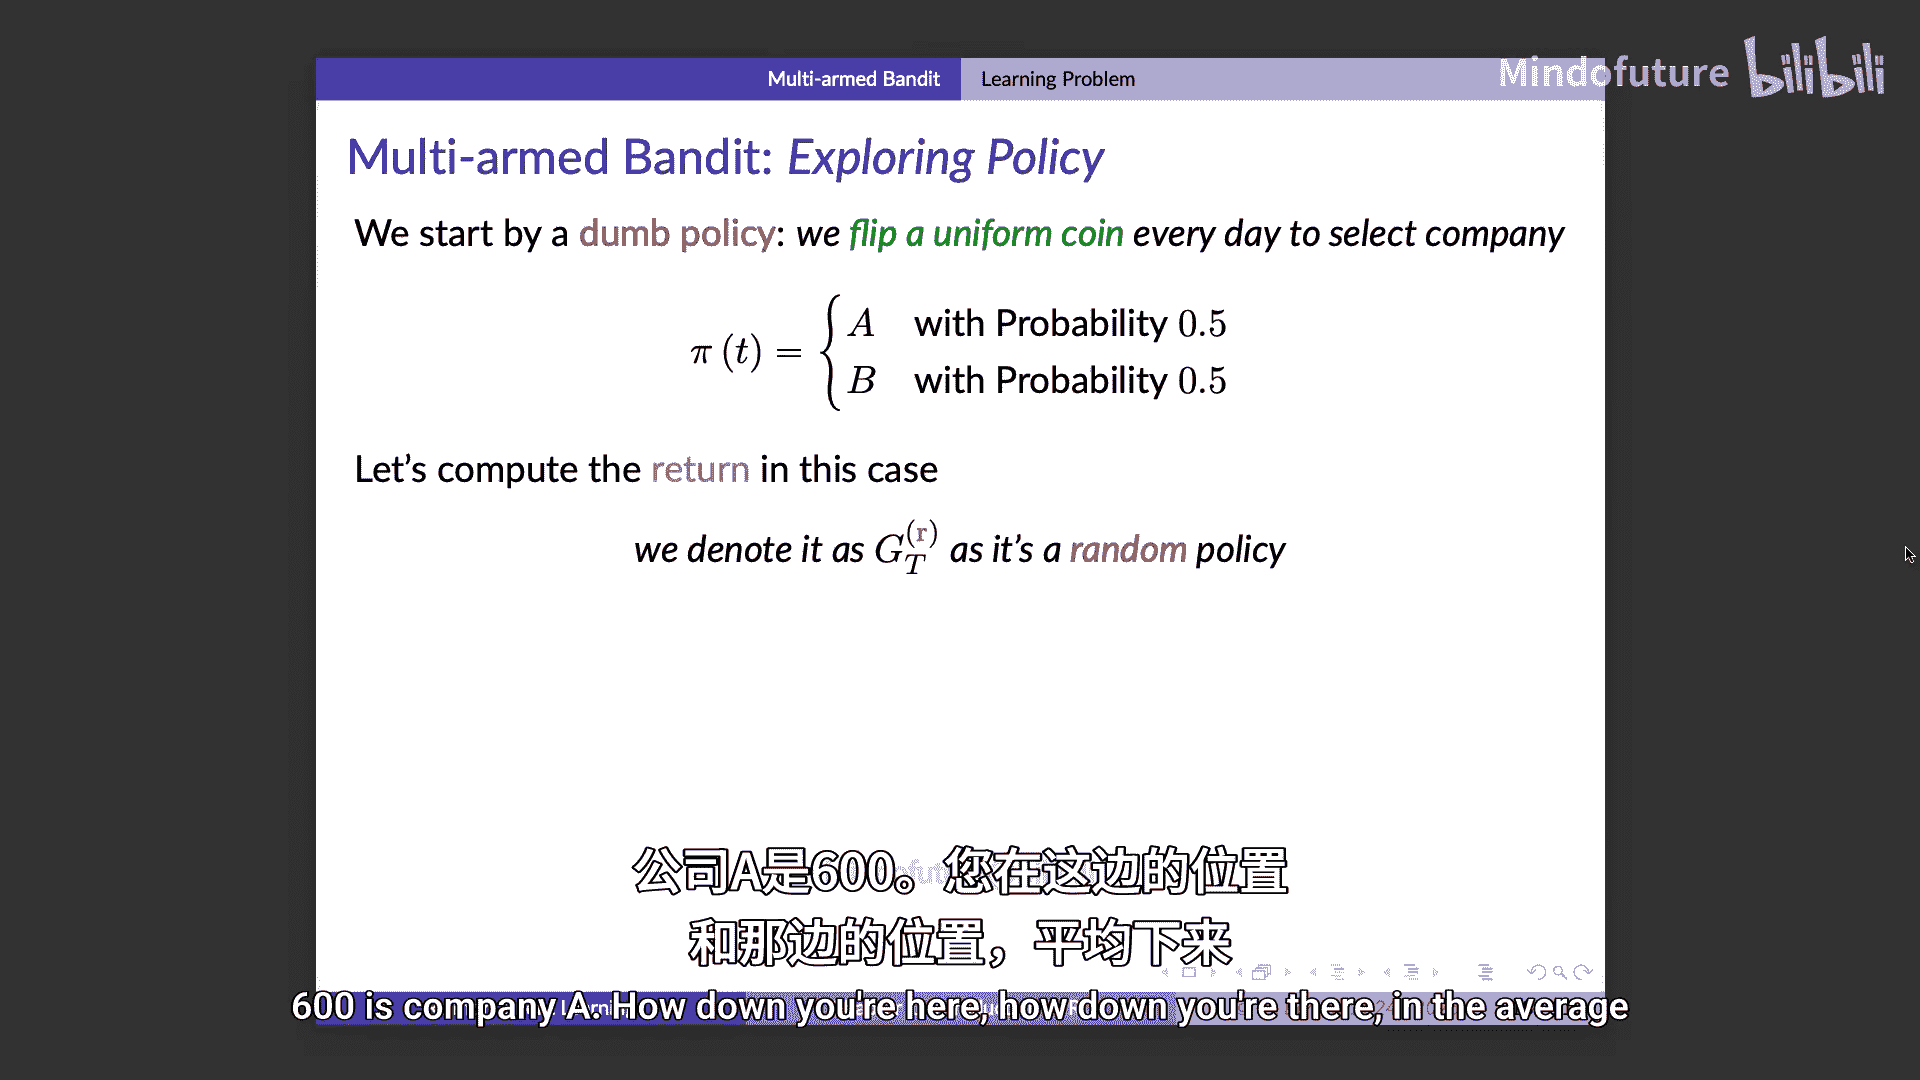 Mindofuture bilibili
Multi-armed Bandit Learning Problem
Multi-armed Bandit: Exploring Policy
We start by a dumb policy: we flip a uniform coin every day to select company
π (t) = { A with Probability 0.5
B with Probability 0.5
Let's compute the return in this case
we denote it as G_T^(r) as it's a random policy
公司A是600。您在这边的位置
和那边的位置，平均下来
600 is company A. How down you're here, how down you're there, in the average